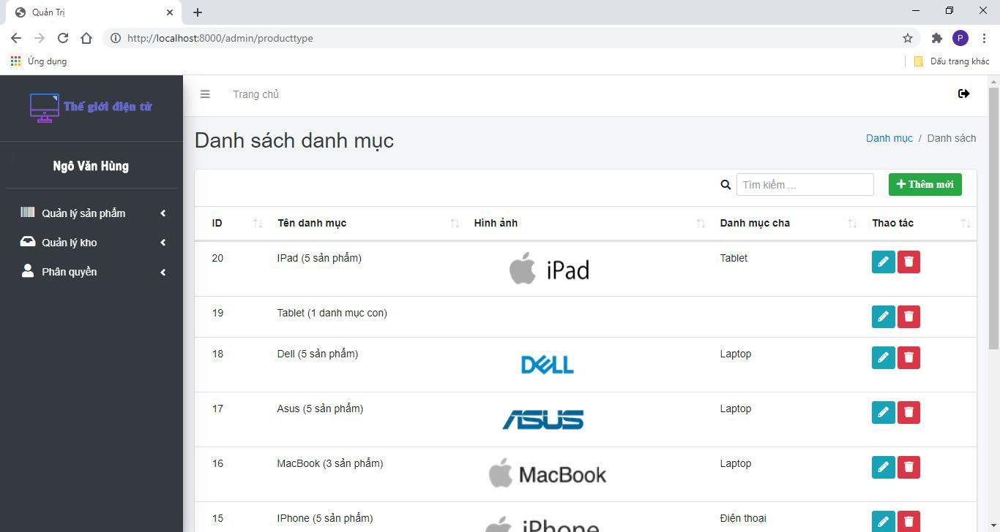 Quản Trị
http://localhost:8000/admin/producttype
P
Ứng dụng
Dấu trang khác
Thế giới điện tử
Trang chủ
Ngô Văn Hùng
Quản lý sản phẩm
Quản lý kho
Phân quyền
Danh sách danh mục
Danh mục / Danh sách
Tìm kiếm ...
Thêm mới
ID Tên danh mục Hình ảnh Danh mục cha Thao tác
20 IPad (5 sản phẩm) iPad Tablet
19 Tablet (1 danh mục con)
18 Dell (5 sản phẩm) DELL Laptop
17 Asus (5 sản phẩm) ASUS Laptop
16 MacBook (3 sản phẩm) MacBook Laptop
15 IPhone (5 sản phẩm) iPhone Điện thoại